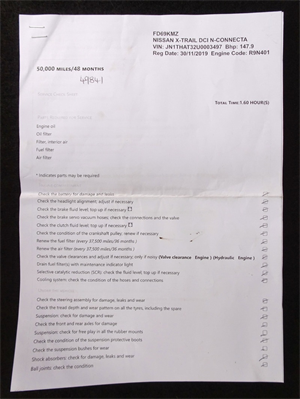 FD69KMZ
NISSAN X-TRAIL DCI N-CONNECTA
VIN: JN1THAT32U0003497 Bhp: 147.9
Reg Date: 30/11/2019 Engine Code: R9N401
50,000 MILES/48 MONTHS
49841
TOTAL TIME:1.60 HOUR(S)
Engine oil
Oil filter
Filter, interior air
Fuel filter
Air filter
! Indicates parts may be required
Check the battery for damage and leaks
Check the headlight alignment; adjust if necessary
Check the brake fluid level; top up if necessary
Check the brake servo vacuum hoses; check the connections and the valve
Check the clutch fluid level; top up if necessary
Check the condition of the crankshaft pulley; renew if necessary
Renew the fuel filter (every 37,500 miles/36 months)
Renew the air filter (every 37,500 miles/36 months)
Check the valve clearances and adjust if necessary; only if noisy (Valve clearance Engine ) (Hydraulic Engine )
Drain fuel filter(s) with maintenance indicator light
Selective catalytic reduction (SCR), check the fluid level; top up if necessary
Cooling system: check the condition of the hoses and connections
Check the steering assembly for damage, leaks and wear
Check the tread depth and wear pattern on all the tyres, including the spare
Suspension: check for damage and wear
Check the front and rear axles for damage
Suspension: check for free play in all the rubber mounts
Check the condition of the suspension protective boots
Check the suspension bushes for wear
Shock absorbers: check for damage, leaks and wear
Ball joints: check the condition